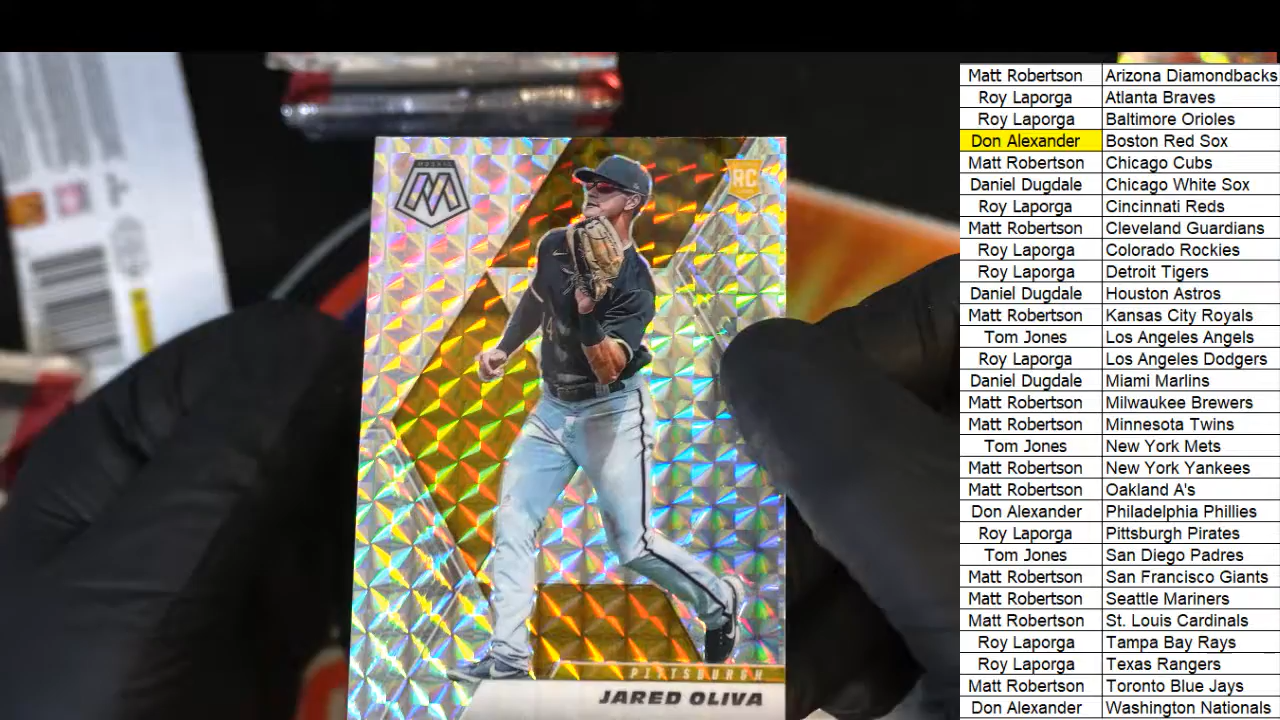 MOSAIC
RC
14
PITTSBURGH
JARED OLIVA
Matt Robertson Arizona Diamondbacks
Roy Laporga Atlanta Braves
Roy Laporga Baltimore Orioles
Don Alexander Boston Red Sox
Matt Robertson Chicago Cubs
Daniel Dugdale Chicago White Sox
Roy Laporga Cincinnati Reds
Matt Robertson Cleveland Guardians
Roy Laporga Colorado Rockies
Roy Laporga Detroit Tigers
Daniel Dugdale Houston Astros
Matt Robertson Kansas City Royals
Tom Jones Los Angeles Angels
Roy Laporga Los Angeles Dodgers
Daniel Dugdale Miami Marlins
Matt Robertson Milwaukee Brewers
Matt Robertson Minnesota Twins
Tom Jones New York Mets
Matt Robertson New York Yankees
Matt Robertson Oakland A's
Don Alexander Philadelphia Phillies
Roy Laporga Pittsburgh Pirates
Tom Jones San Diego Padres
Matt Robertson San Francisco Giants
Matt Robertson Seattle Mariners
Matt Robertson St. Louis Cardinals
Roy Laporga Tampa Bay Rays
Roy Laporga Texas Rangers
Matt Robertson Toronto Blue Jays
Don Alexander Washington Nationals